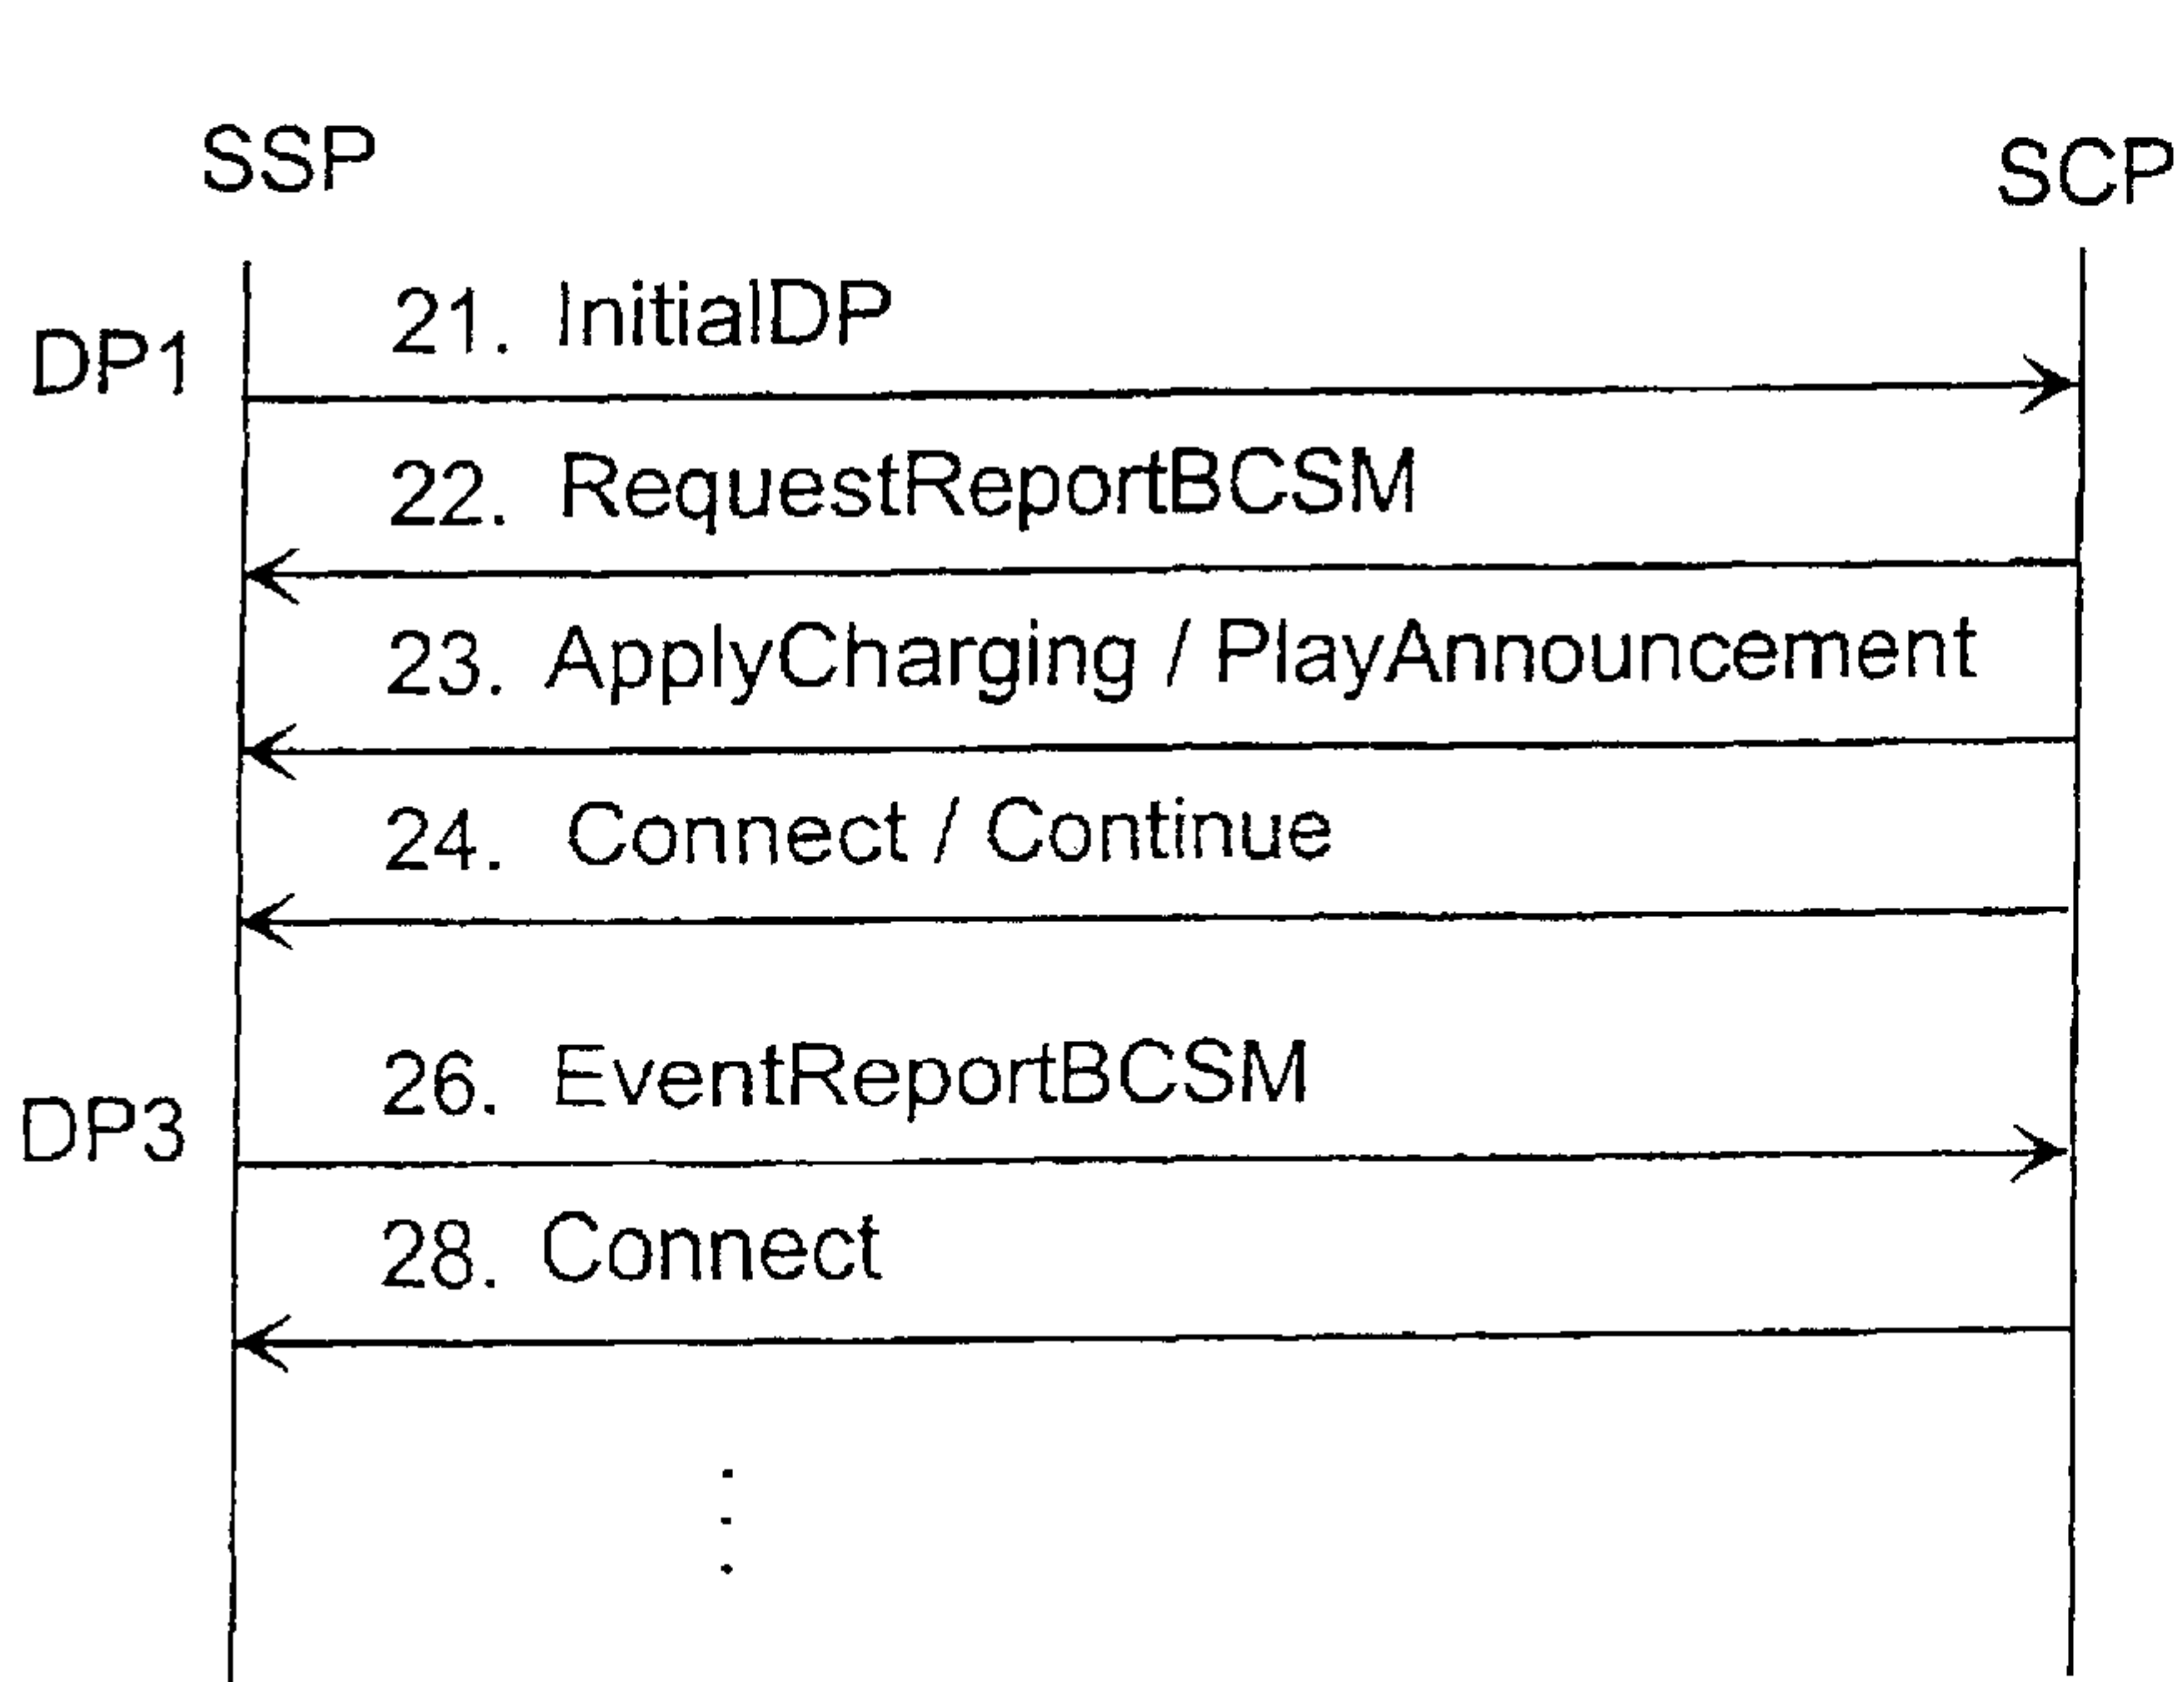 SSP SCP
21. InitialDP
DP1
22. RequestReportBCSM
23. ApplyCharging / PlayAnnouncement
24. Connect / Continue
26. EventReportBCSM
DP3
28. Connect